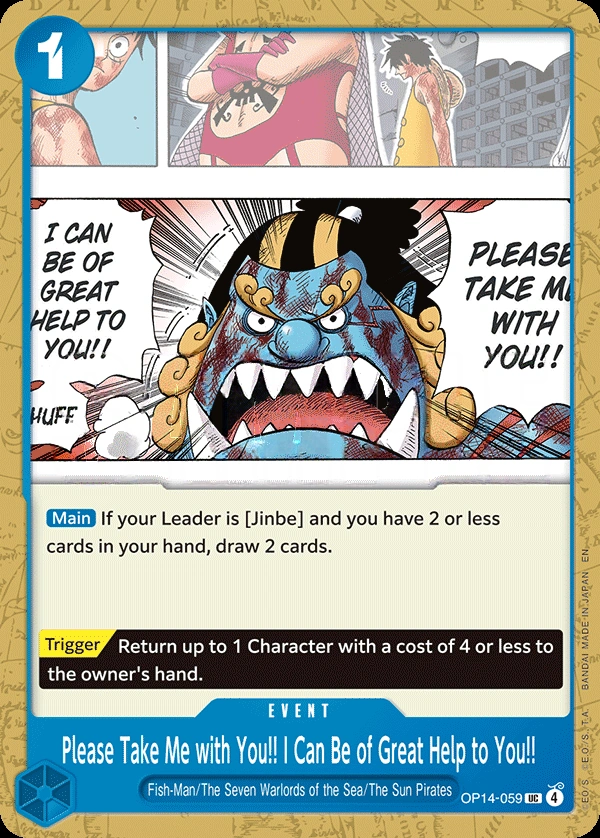 DLICHES EISMEER
1
I CAN
BE OF
GREAT
HELP TO
YOU!!
PLEASE
TAKE ME
WITH
YOU!!
HUFF
Main If your Leader is [Jinbe] and you have 2 or less
cards in your hand, draw 2 cards.
Trigger Return up to 1 Character with a cost of 4 or less to
the owner's hand.
EVENT
Please Take Me with You!! I Can Be of Great Help to You!!
Fish-Man/The Seven Warlords of the Sea/The Sun Pirates
OP14-059 UC 4
E.O./S. E.O./S.,T.A. BANDAI MADE IN JAPAN EN